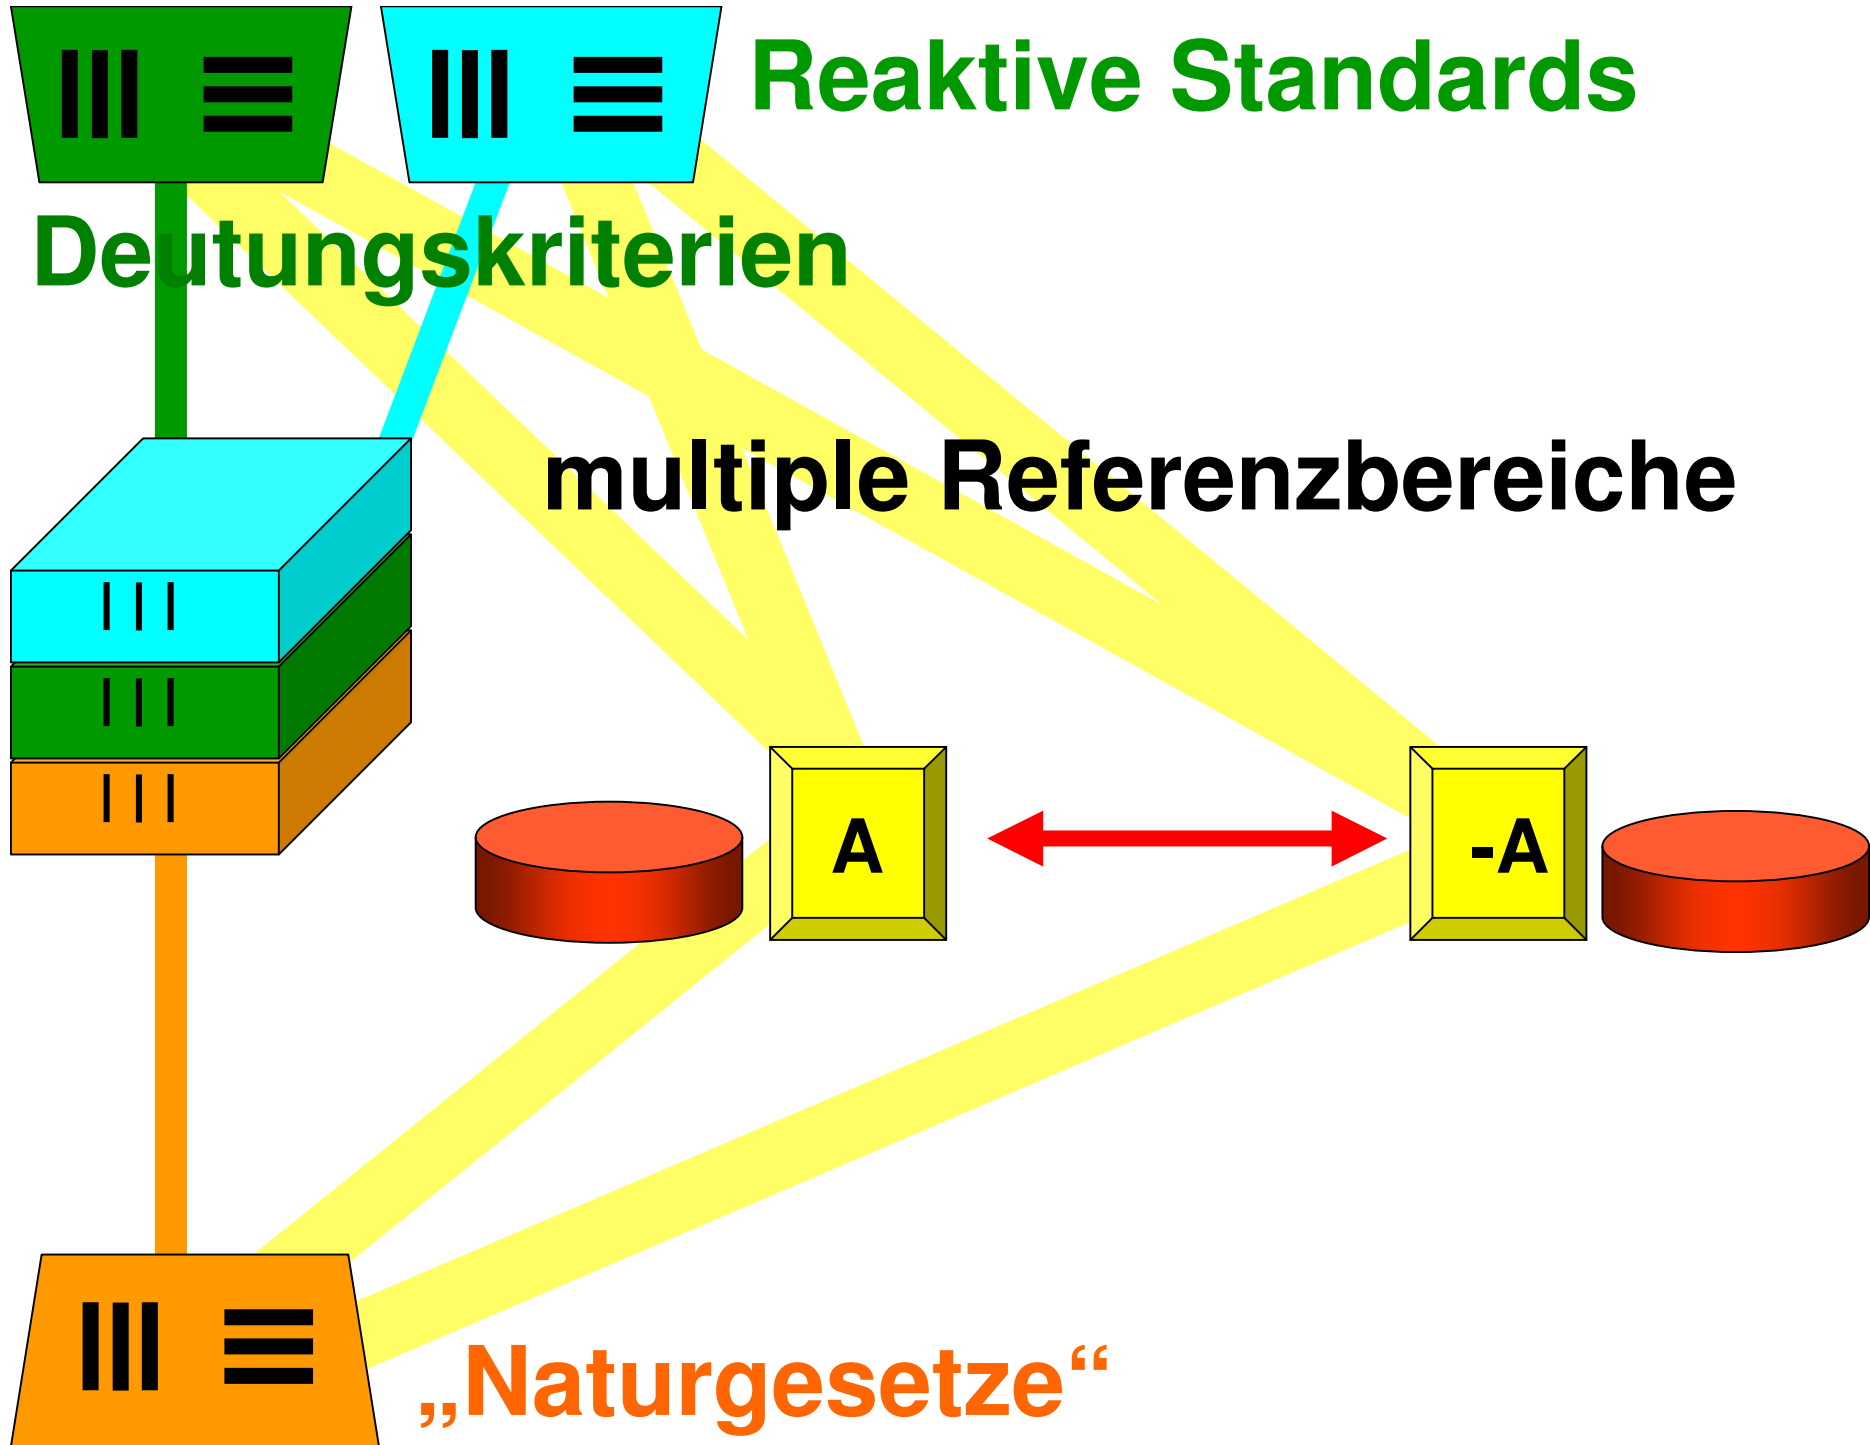 Reaktive Standards
Deutungskriterien
multiple Referenzbereiche
A
-A
„Naturgesetze“